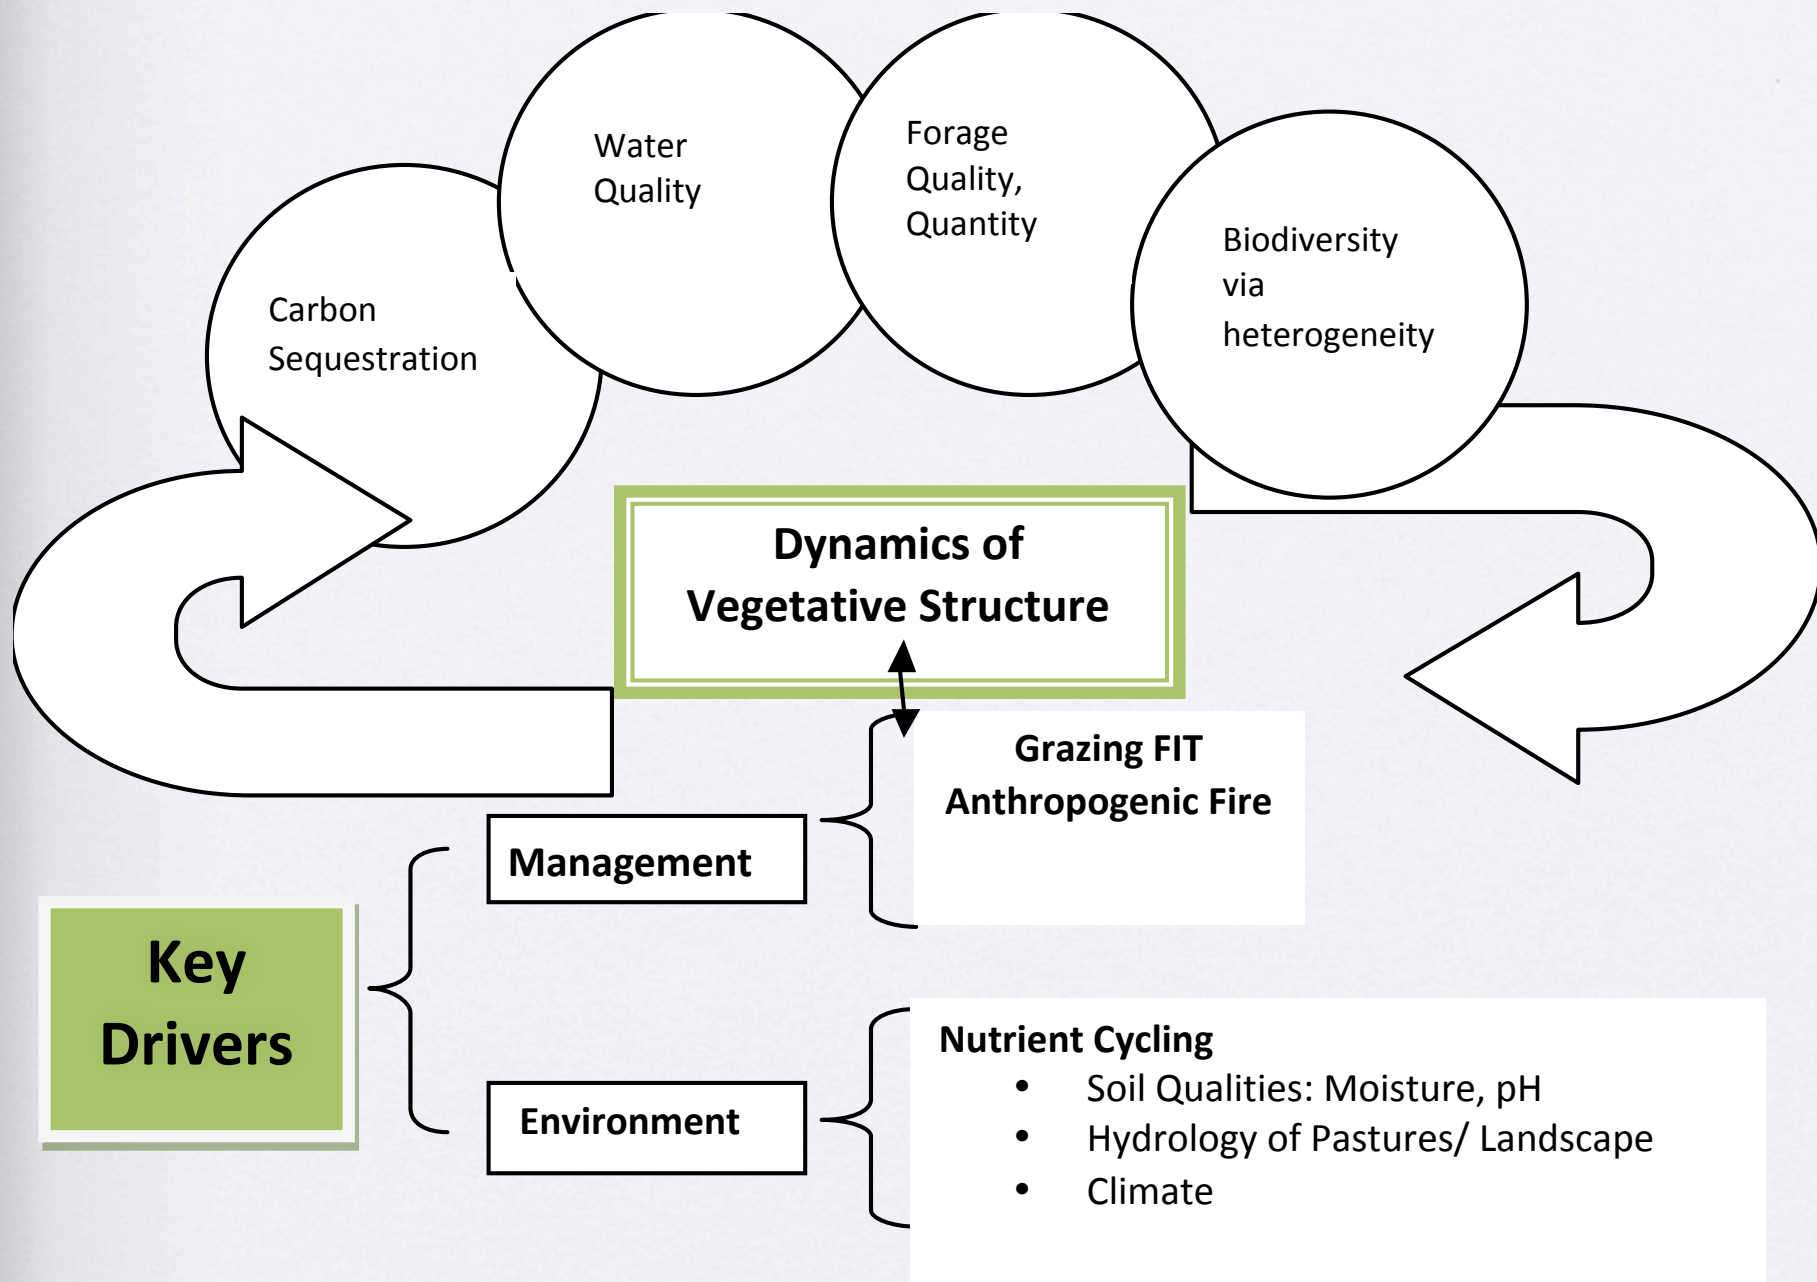 Carbon
Sequestration
Water
Quality
Forage
Quality,
Quantity
Biodiversity
via
heterogeneity
Dynamics of
Vegetative Structure
Grazing FIT
Anthropogenic Fire
Management
Key
Drivers
Environment
Nutrient Cycling
• Soil Qualities: Moisture, pH
• Hydrology of Pastures/ Landscape
• Climate